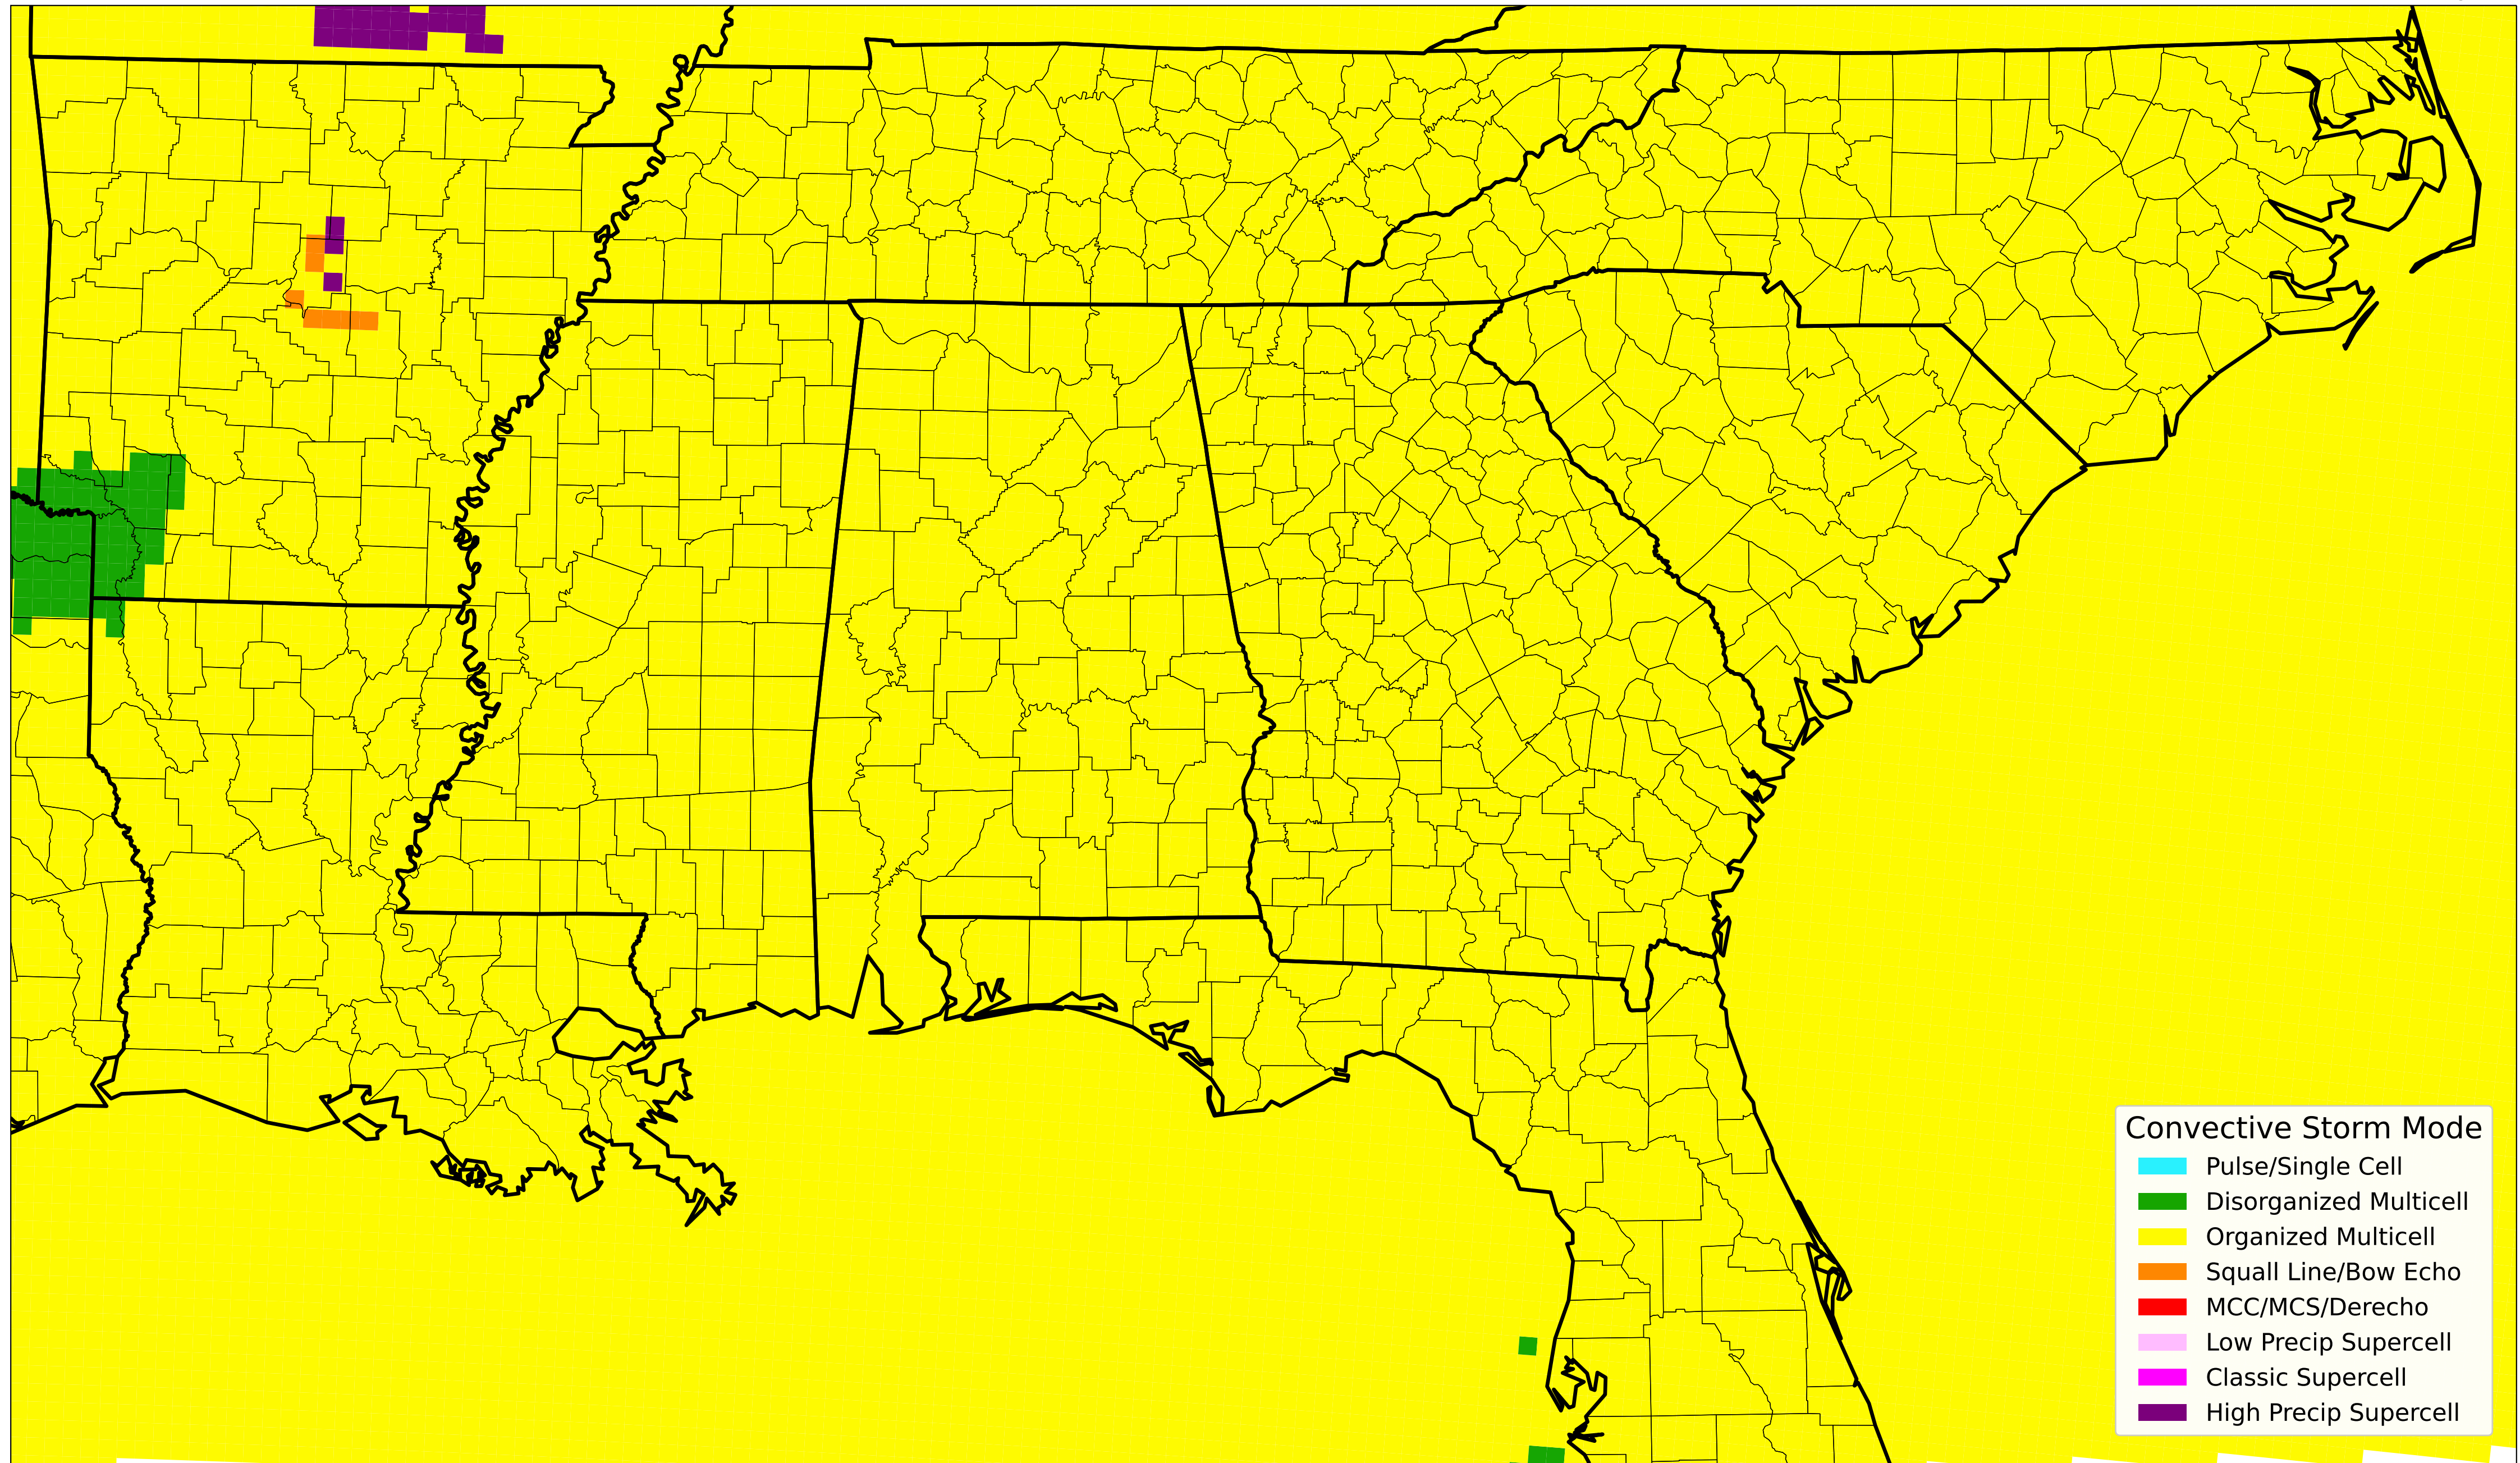 Convective Storm Mode
Pulse/Single Cell
Disorganized Multicell
Organized Multicell
Squall Line/Bow Echo
MCC/MCS/Derecho
Low Precip Supercell
Classic Supercell
High Precip Supercell